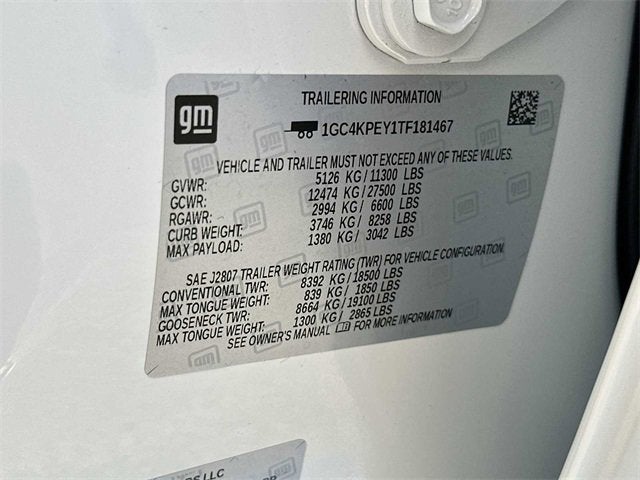 gm
TRAILERING INFORMATION
1GC4KPEY1TF181467
VEHICLE AND TRAILER MUST NOT EXCEED ANY OF THESE VALUES.
GVWR: 5126 KG/11300 LBS
GCWR: 12474 KG/27500 LBS
RGAWR: 2994 KG/ 6600 LBS
CURB WEIGHT: 3746 KG/ 8258 LBS
MAX PAYLOAD: 1380 KG/ 3042 LBS
SAE J2807 TRAILER WEIGHT RATING (TWR) FOR VEHICLE CONFIGURATION.
CONVENTIONAL TWR: 8392 KG/18500 LBS
MAX TONGUE WEIGHT: 839 KG/ 1850 LBS
GOOSENECK TWR: 8664 KG/19100 LBS
MAX TONGUE WEIGHT: 1300 KG/ 2865 LBS
SEE OWNER'S MANUAL FOR MORE INFORMATION
LLC